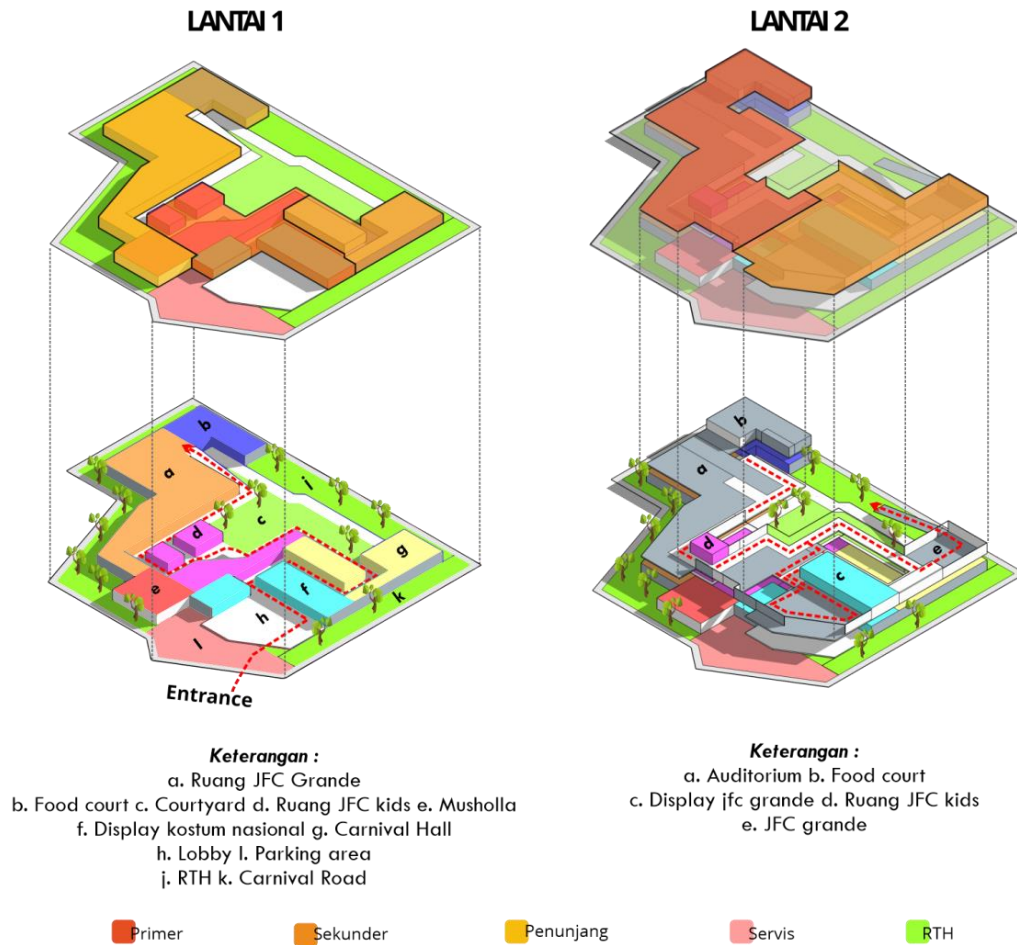 LANTAI 1
LANTAI 2
b
a
j
c
d
g
e
f
k
h
l
Entrance
b
a
d
e
c
Keterangan :
a. Ruang JFC Grande
b. Food court c. Courtyard d. Ruang JFC kids e. Musholla
f. Display kostum nasional g. Carnival Hall
h. Lobby l. Parking area
j. RTH k. Carnival Road
Keterangan :
a. Auditorium b. Food court
c. Display jfc grande d. Ruang JFC kids
e. JFC grande
Primer
Sekunder
Penunjang
Servis
RTH